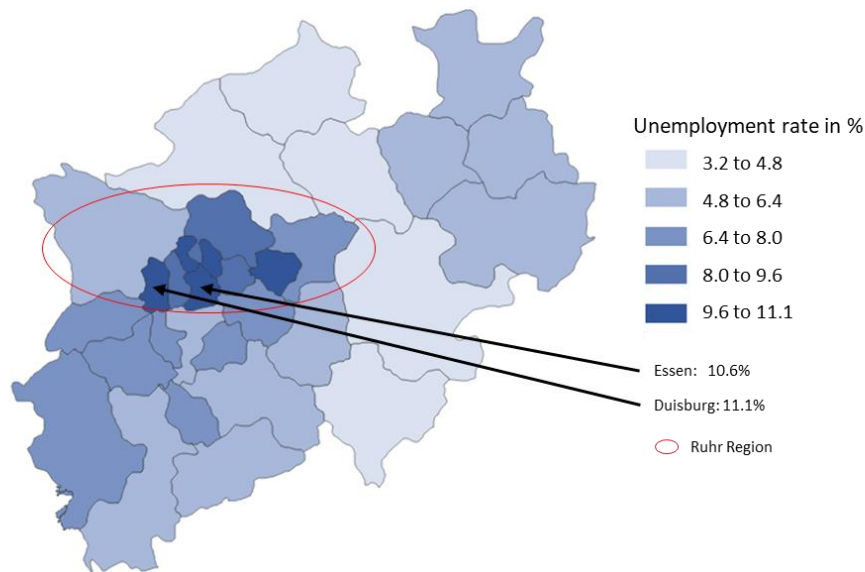 Unemployment rate in %
3.2 to 4.8
4.8 to 6.4
6.4 to 8.0
8.0 to 9.6
9.6 to 11.1
Essen: 10.6%
Duisburg: 11.1%
Ruhr Region